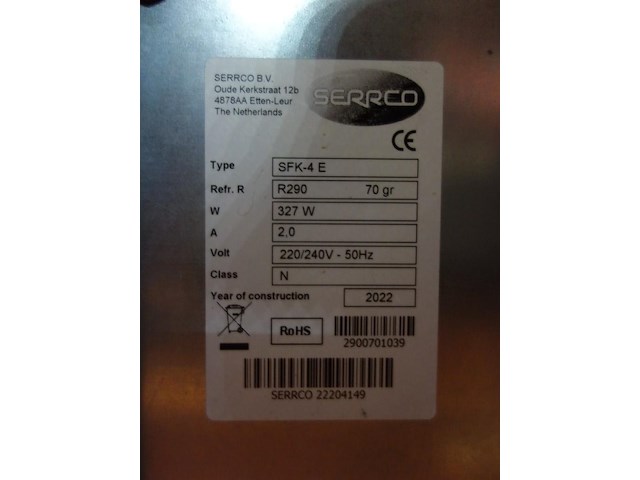 SERRCO B.V.
Oude Kerkstraat 12b
4878AA Etten-Leur
The Netherlands
SERRCO
CE
Type SFK-4 E
Refr. R R290 70 gr
W 327 W
A 2,0
Volt 220/240V - 50Hz
Class N
Year of construction 2022
RoHS
2900701039
SERRCO 22204149